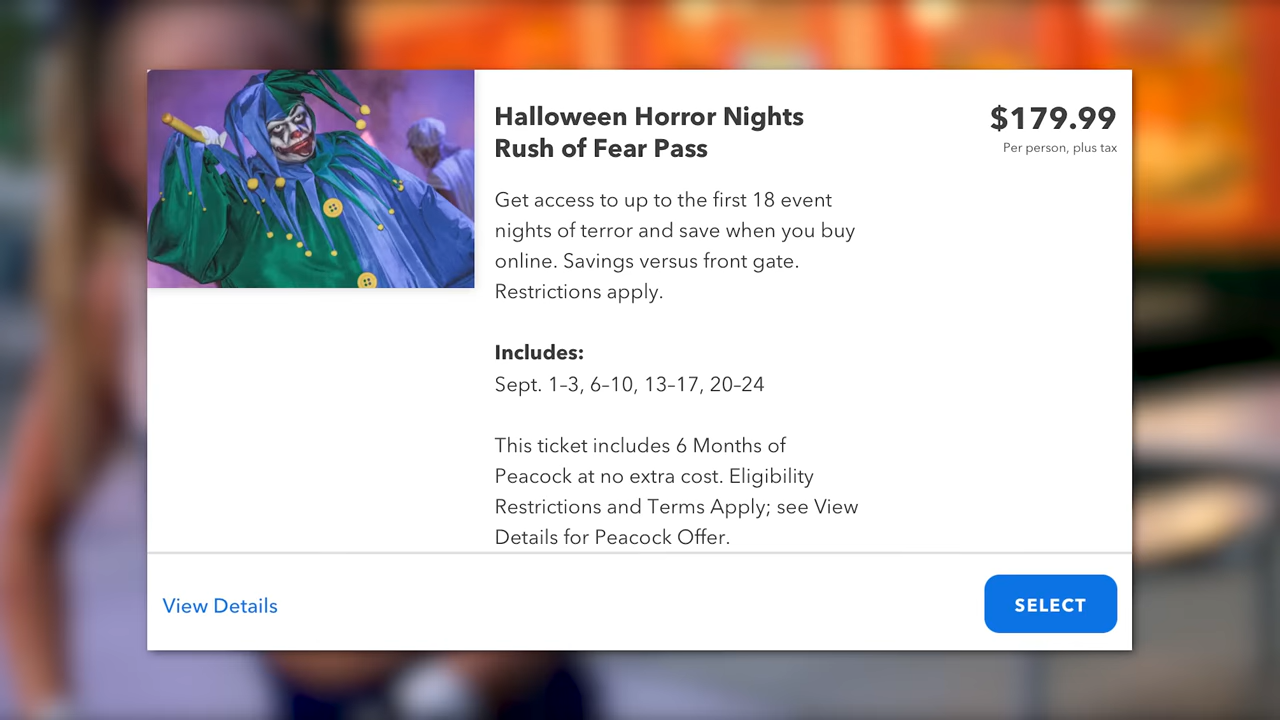 Halloween Horror Nights
Rush of Fear Pass
$179.99
Per person, plus tax
Get access to up to the first 18 event
nights of terror and save when you buy
online. Savings versus front gate.
Restrictions apply.
Includes:
Sept. 1–3, 6–10, 13–17, 20–24
This ticket includes 6 Months of
Peacock at no extra cost. Eligibility
Restrictions and Terms Apply; see View
Details for Peacock Offer.
View Details
SELECT